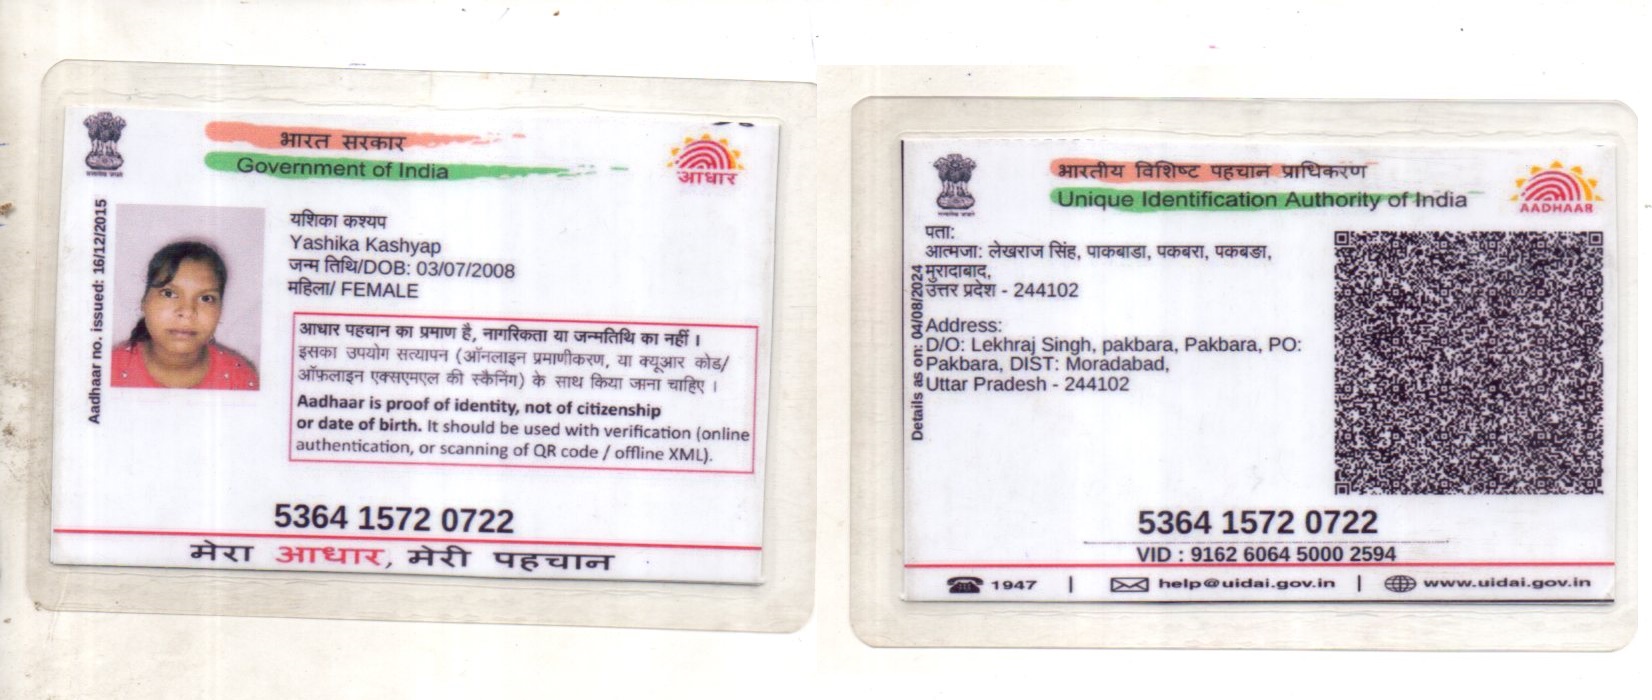 भारत सरकार
Government of India
आधार
Aadhaar no. issued: 16/12/2015
यशिका कश्यप
Yashika Kashyap
जन्म तिथि/DOB: 03/07/2008
महिला/ FEMALE
आधार पहचान का प्रमाण है, नागरिकता या जन्मतिथि का नहीं ।
इसका उपयोग सत्यापन (ऑनलाइन प्रमाणीकरण, या क्यूआर कोड/
ऑफ़लाइन एक्सएमएल की स्कैनिंग) के साथ किया जाना चाहिए ।
Aadhaar is proof of identity, not of citizenship
or date of birth. It should be used with verification (online
authentication, or scanning of QR code / offline XML).
5364 1572 0722
मेरा आधार, मेरी पहचान
भारतीय विशिष्ट पहचान प्राधिकरण
Unique Identification Authority of India
AADHAAR
Details as on: 04/08/2024
पता:
आत्मजा: लेखराज सिंह, पाकबाडा, पकबरा, पकबङा,
मुरादाबाद,
उत्तर प्रदेश - 244102
Address:
D/O: Lekhraj Singh, pakbara, Pakbara, PO:
Pakbara, DIST: Moradabad,
Uttar Pradesh - 244102
5364 1572 0722
VID : 9162 6064 5000 2594
1947 | help@uidai.gov.in | www.uidai.gov.in